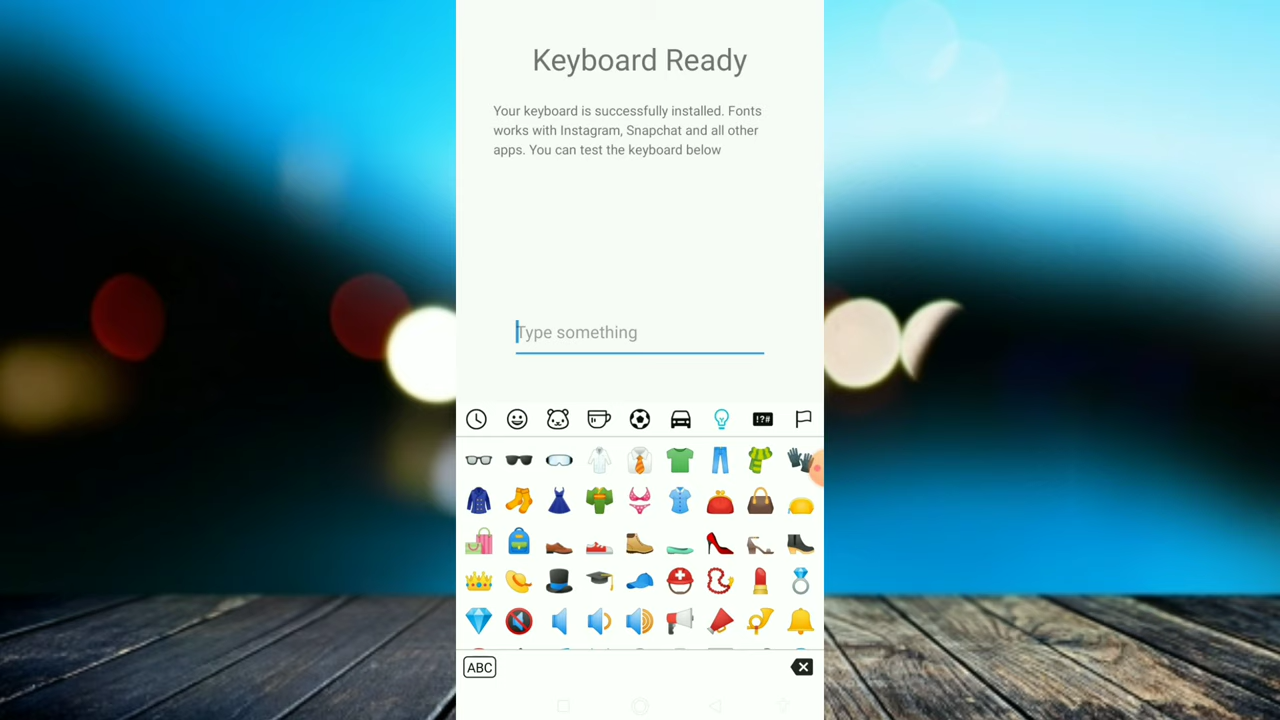 Keyboard Ready
Your keyboard is successfully installed. Fonts
works with Instagram, Snapchat and all other
apps. You can test the keyboard below
Type something
!?#
ABC